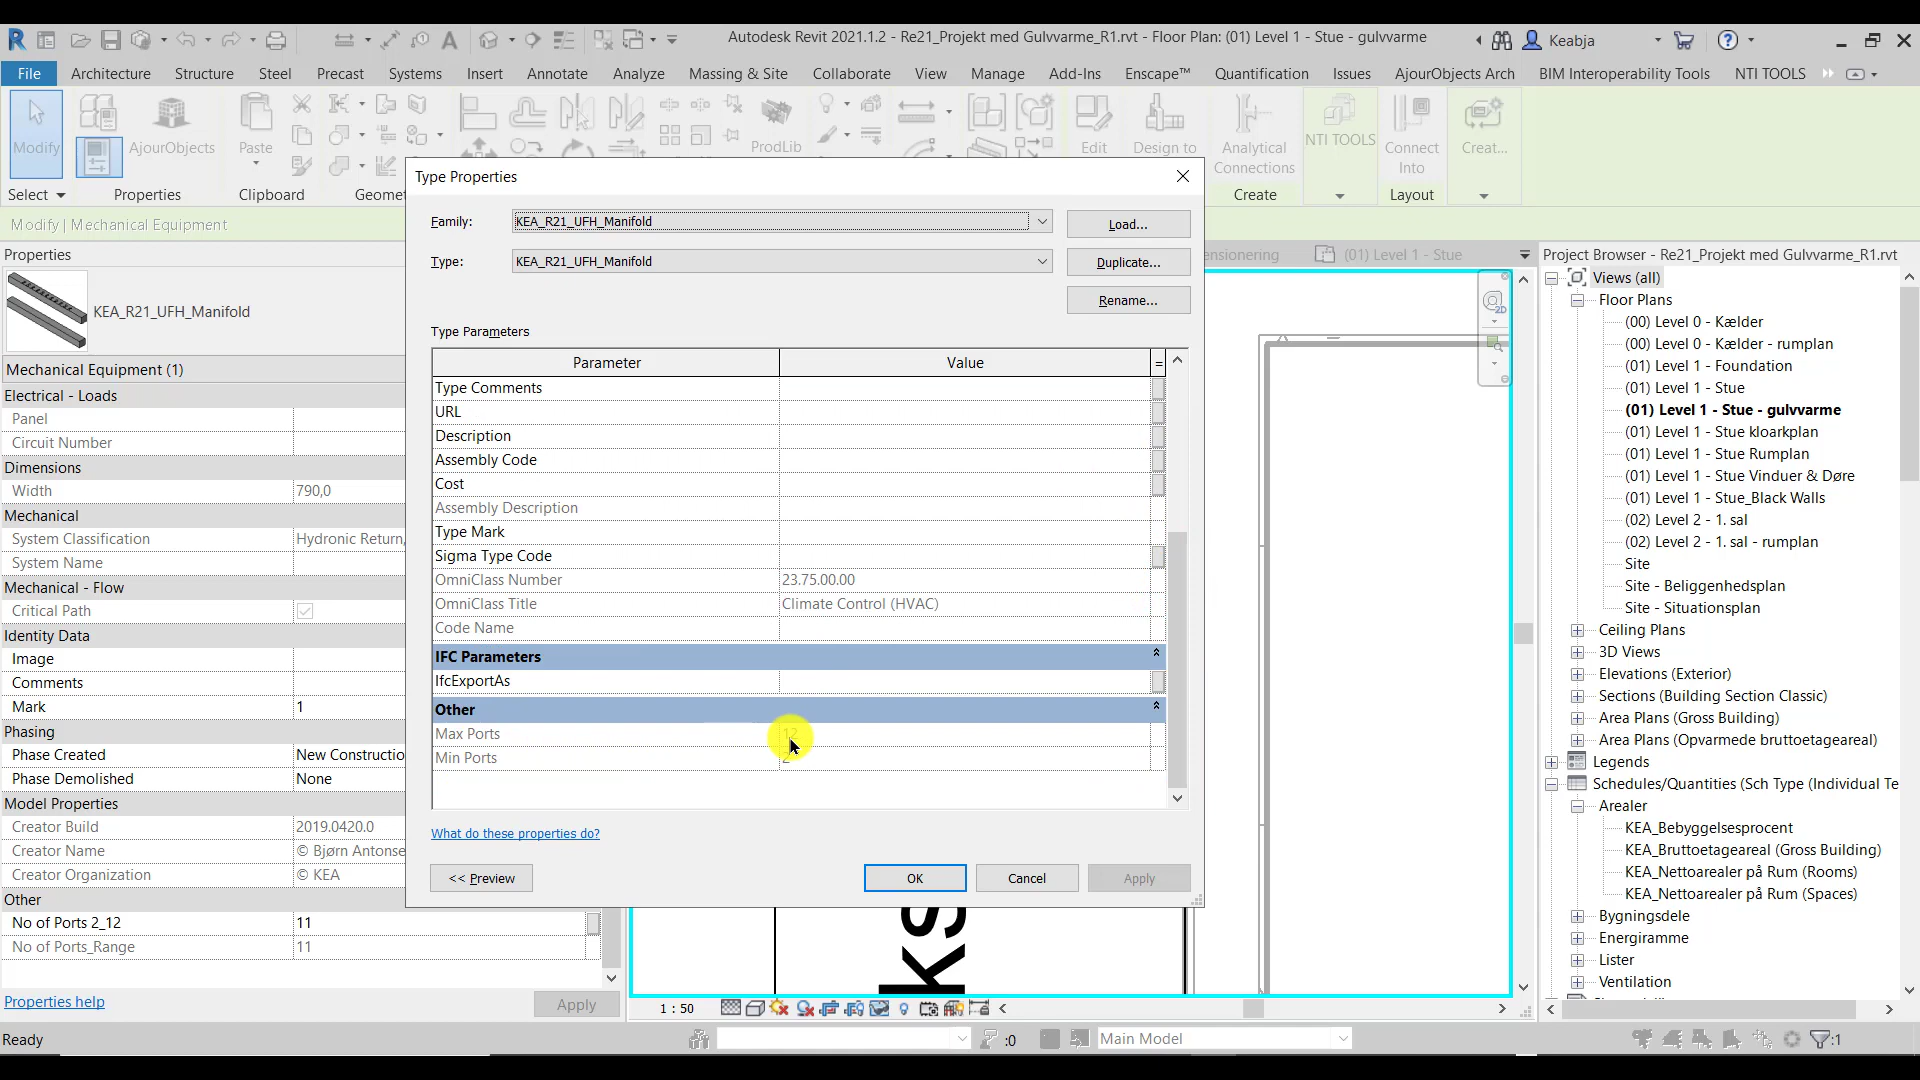 Autodesk Revit 2021.1.2 - Re21_Projekt med Gulvvarme_R1.rvt - Floor Plan: (01) Level 1 - Stue - gulvvarme
Keabja
File Architecture Structure Steel Precast Systems Insert Annotate Analyze Massing & Site Collaborate View Manage Add-Ins Enscape™ Quantification Issues AjourObjects Arch BIM Interoperability Tools NTI TOOLS
Modify AjourObjects Paste ProdLib Edit Design to Analytical Connections NTI TOOLS Connect Into Creat...
Select Properties Clipboard Geomet Create Layout
Modify | Mechanical Equipment
Properties
KEA_R21_UFH_Manifold
Mechanical Equipment (1)
Electrical - Loads
Panel
Circuit Number
Dimensions
Width 790,0
Mechanical
System Classification Hydronic Return,
System Name
Mechanical - Flow
Critical Path
Identity Data
Image
Comments
Mark 1
Phasing
Phase Created New Constructio
Phase Demolished None
Model Properties
Creator Build 2019.0420.0
Creator Name © Bjørn Antonse
Creator Organization © KEA
Other
No of Ports 2_12 11
No of Ports_Range 11
Properties help Apply
Type Properties
Family: KEA_R21_UFH_Manifold Load...
Type: KEA_R21_UFH_Manifold Duplicate...
Rename...
Type Parameters
Parameter Value =
Type Comments
URL
Description
Assembly Code
Cost
Assembly Description
Type Mark
Sigma Type Code
OmniClass Number 23.75.00.00
OmniClass Title Climate Control (HVAC)
Code Name
IFC Parameters
IfcExportAs
Other
Max Ports 12
Min Ports
What do these properties do?
<< Preview OK Cancel Apply
ensionering (01) Level 1 - Stue
2D
ks
1 : 50
Project Browser - Re21_Projekt med Gulvvarme_R1.rvt
Views (all)
Floor Plans
(00) Level 0 - Kælder
(00) Level 0 - Kælder - rumplan
(01) Level 1 - Foundation
(01) Level 1 - Stue
(01) Level 1 - Stue - gulvvarme
(01) Level 1 - Stue kloarkplan
(01) Level 1 - Stue Rumplan
(01) Level 1 - Stue Vinduer & Døre
(01) Level 1 - Stue_Black Walls
(02) Level 2 - 1. sal
(02) Level 2 - 1. sal - rumplan
Site
Site - Beliggenhedsplan
Site - Situationsplan
Ceiling Plans
3D Views
Elevations (Exterior)
Sections (Building Section Classic)
Area Plans (Gross Building)
Area Plans (Opvarmede bruttoetageareal)
Legends
Schedules/Quantities (Sch Type (Individual Te
Arealer
KEA_Bebyggelsesprocent
KEA_Bruttoetageareal (Gross Building)
KEA_Nettoarealer på Rum (Rooms)
KEA_Nettoarealer på Rum (Spaces)
Bygningsdele
Energiramme
Lister
Ventilation
Ready :0 Main Model :1